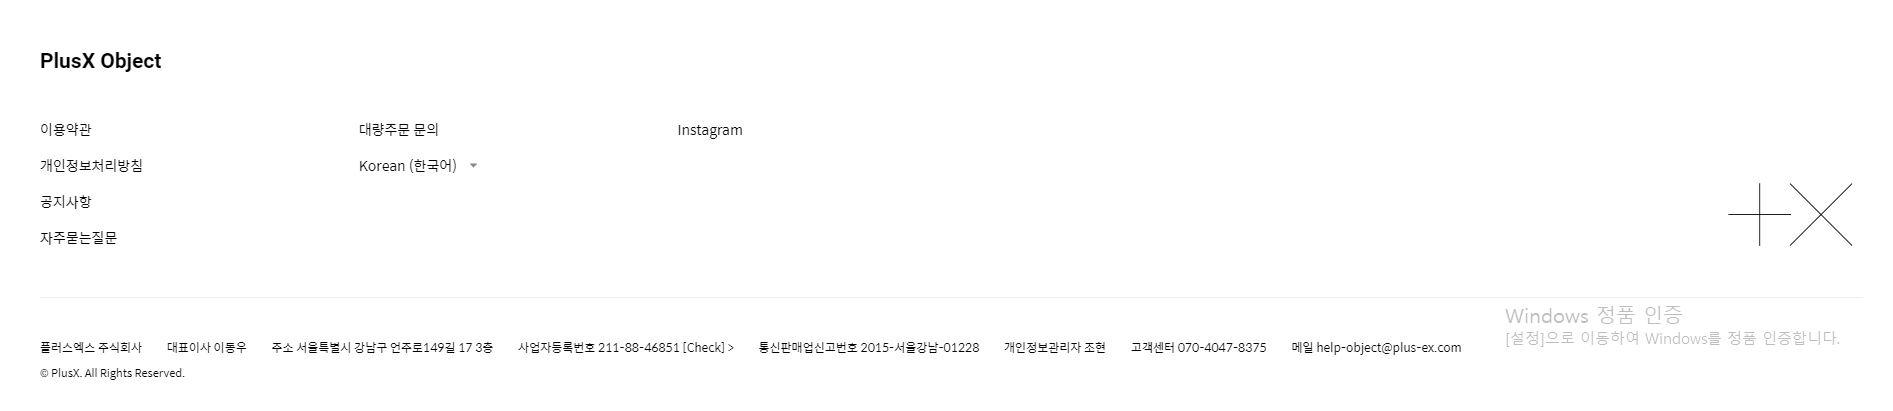 PlusX Object
이용약관
대량주문 문의
Instagram
개인정보처리방침
Korean (한국어)
공지사항
자주묻는질문
Windows 정품 인증
[설정]으로 이동하여 Windows를 정품 인증합니다.
플러스엑스 주식회사 대표이사 이동우 주소 서울특별시 강남구 언주로149길 17 3층 사업자등록번호 211-88-46851 [Check] > 통신판매업신고번호 2015-서울강남-01228 개인정보관리자 조현 고객센터 070-4047-8375 메일 help-object@plus-ex.com
© PlusX. All Rights Reserved.